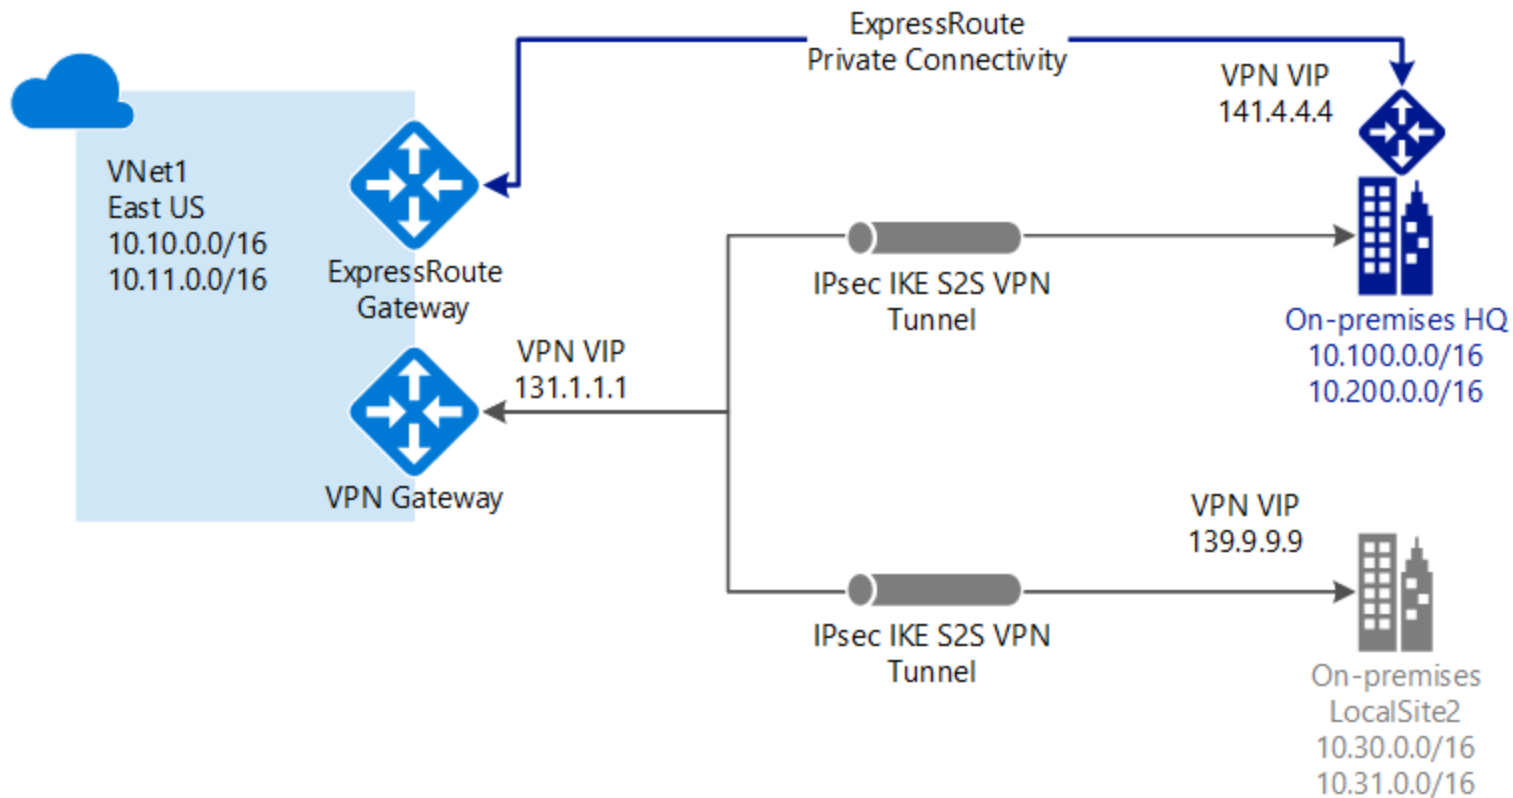 ExpressRoute
Private Connectivity
VPN VIP
141.4.4.4
VNet1
East US
10.10.0.0/16
10.11.0.0/16
ExpressRoute
Gateway
IPsec IKE S2S VPN
Tunnel
On-premises HQ
10.100.0.0/16
10.200.0.0/16
VPN VIP
131.1.1.1
VPN Gateway
VPN VIP
139.9.9.9
IPsec IKE S2S VPN
Tunnel
On-premises
LocalSite2
10.30.0.0/16
10.31.0.0/16